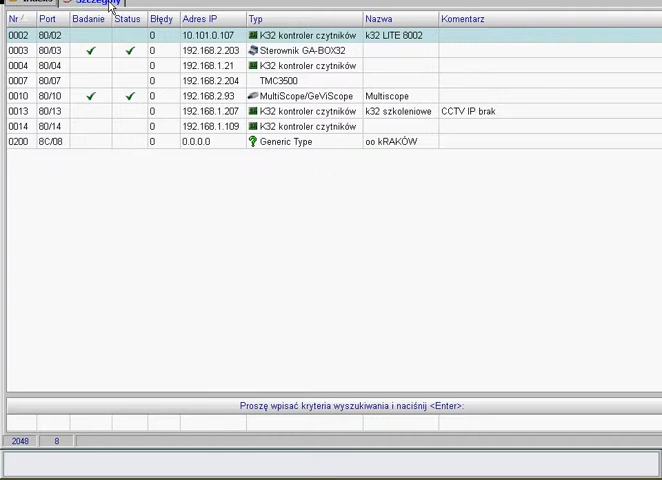 Indeks Szczegóły
Nr Port Badanie Status Błędy Adres IP Typ Nazwa Komentarz
0002 80/02 0 10.101.0.107 K32 kontroler czytników k32 LITE 8002
0003 80/03 0 192.168.2.203 Sterownik GA-BOX32
0004 80/04 0 192.168.1.21 K32 kontroler czytników
0007 80/07 0 192.168.2.204 TMC3500
0010 80/10 0 192.168.2.93 MultiScope/GeViScope Multiscope
0013 80/13 0 192.168.1.207 K32 kontroler czytników k32 szkoleniowe CCTV IP brak
0014 80/14 0 192.168.1.109 K32 kontroler czytników
0200 8C/08 0 0.0.0.0 Generic Type oo kRAKÓW
Proszę wpisać kryteria wyszukiwania i naciśnij <Enter>:
2048 8